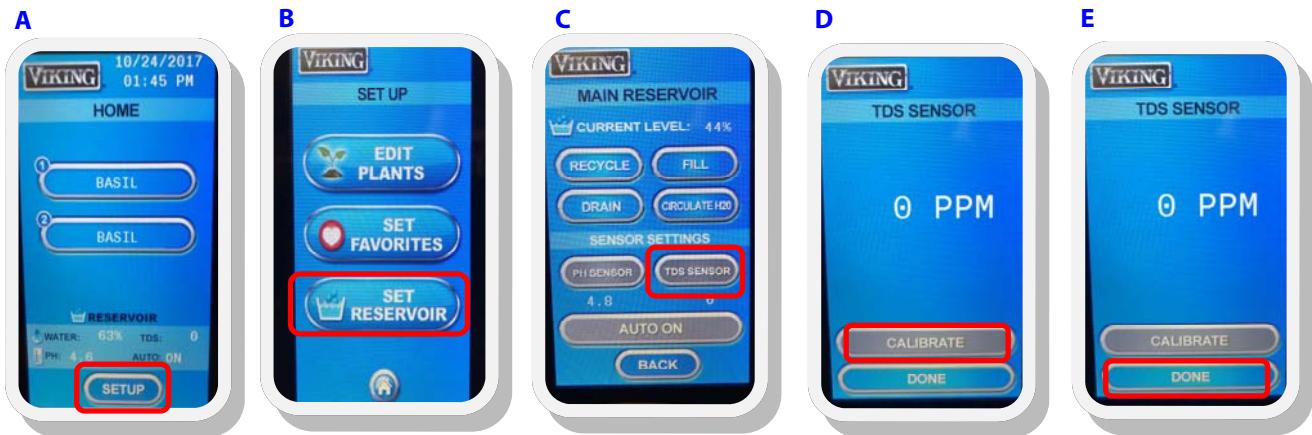 A
VIKING
10/24/2017
01:45 PM
HOME
1
BASIL
2
BASIL
RESERVOIR
WATER: 63% TDS: 0
PH: 4.6 AUTO: ON
SETUP
B
VIKING
SET UP
EDIT
PLANTS
SET
FAVORITES
SET
RESERVOIR
C
VIKING
MAIN RESERVOIR
CURRENT LEVEL: 44%
RECYCLE FILL
DRAIN CIRCULATE H20
SENSOR SETTINGS
PH SENSOR TDS SENSOR
4.8 0
AUTO ON
BACK
D
VIKING
TDS SENSOR
0 PPM
CALIBRATE
DONE
E
VIKING
TDS SENSOR
0 PPM
CALIBRATE
DONE